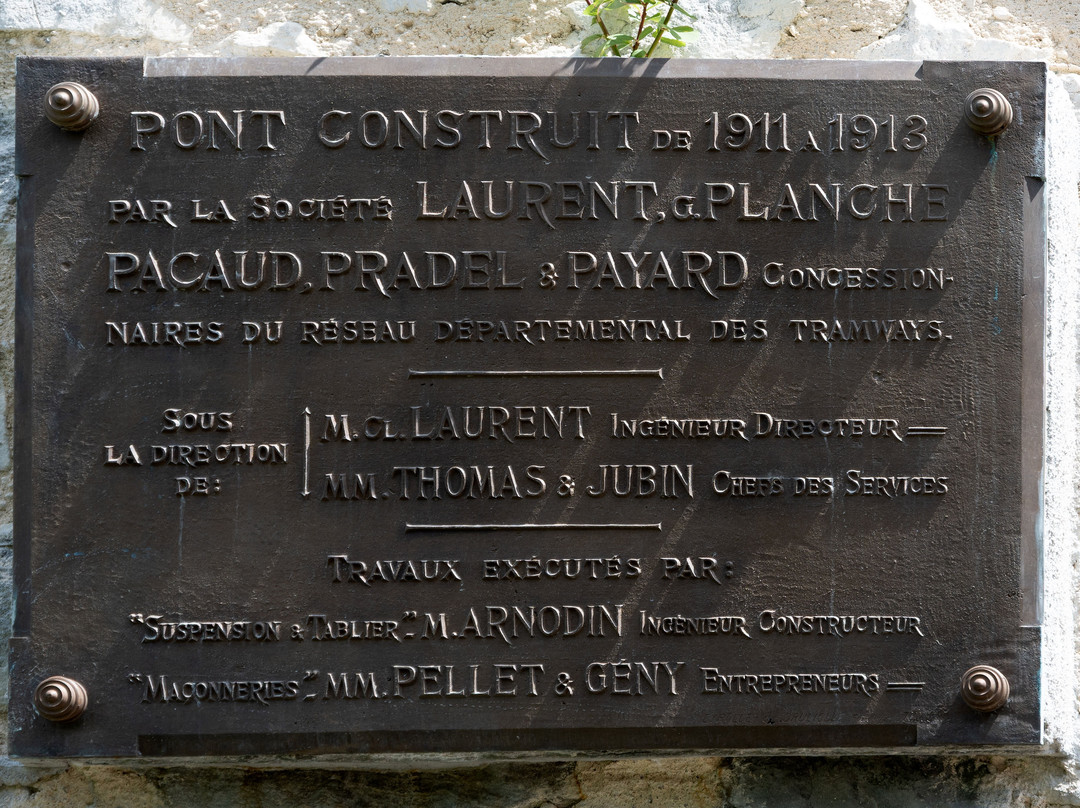 PONT CONSTRUIT DE 1911 A 1913
PAR LA SOCIÉTÉ LAURENT, G. PLANCHE
PACAUD, PRADEL & PAYARD CONCESSION-
NAIRES DU RÉSEAU DÉPARTEMENTAL DES TRAMWAYS.
SOUS
LA DIRECTION
DE:
M. CL. LAURENT INGÉNIEUR DIRECTEUR
MM. THOMAS & JUBIN CHEFS DES SERVICES
TRAVAUX EXÉCUTÉS PAR:
"SUSPENSION & TABLIER" M. ARNODIN INGÉNIEUR CONSTRUCTEUR
"MAÇONNERIES" MM. PELLET & GÉNY ENTREPRENEURS